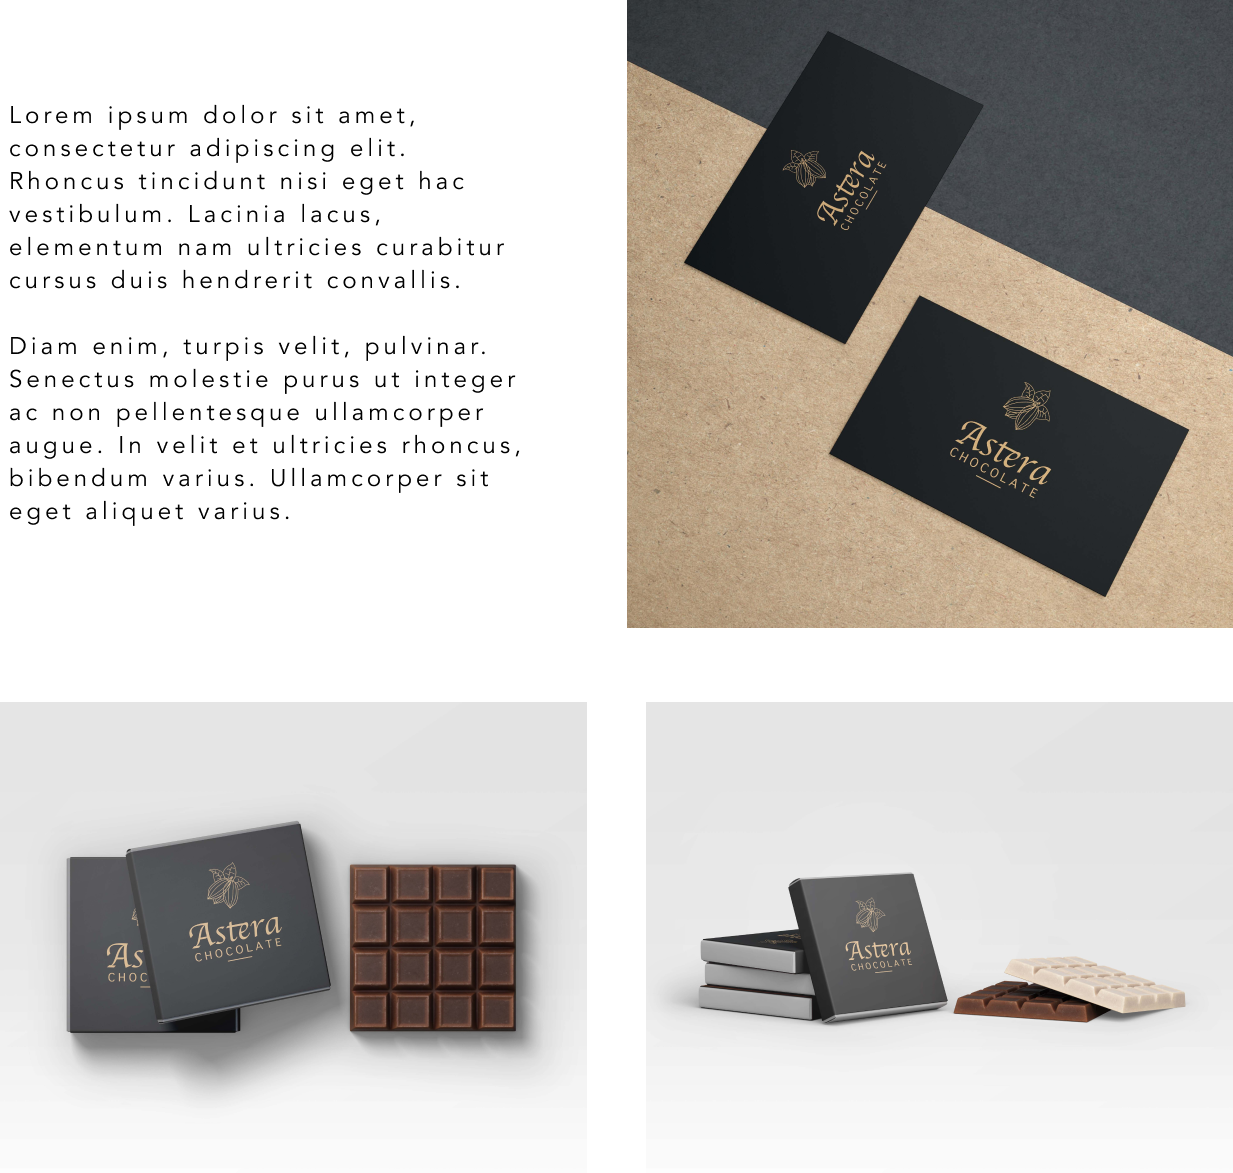 Lorem ipsum dolor sit amet,
consectetur adipiscing elit.
Rhoncus tincidunt nisi eget hac
vestibulum. Lacinia lacus,
elementum nam ultricies curabitur
cursus duis hendrerit convallis.
Diam enim, turpis velit, pulvinar.
Senectus molestie purus ut integer
ac non pellentesque ullamcorper
augue. In velit et ultricies rhoncus,
bibendum varius. Ullamcorper sit
eget aliquet varius.
Astera
CHOCOLATE
Astera
CHOCOLATE
As
CHOC
Astera
CHOCOLATE
Astera
CHOCOLATE